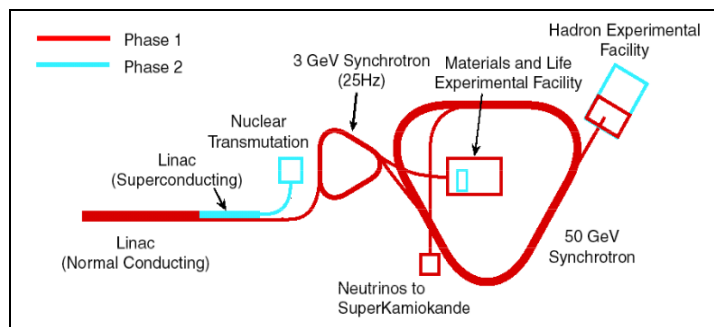 Phase 1
Phase 2
Hadron Experimental
Facility
3 GeV Synchrotron
(25Hz)
Materials and Life
Experimental Facility
Nuclear
Transmutation
Linac
(Superconducting)
Linac
(Normal Conducting)
50 GeV
Synchrotron
Neutrinos to
SuperKamiokande